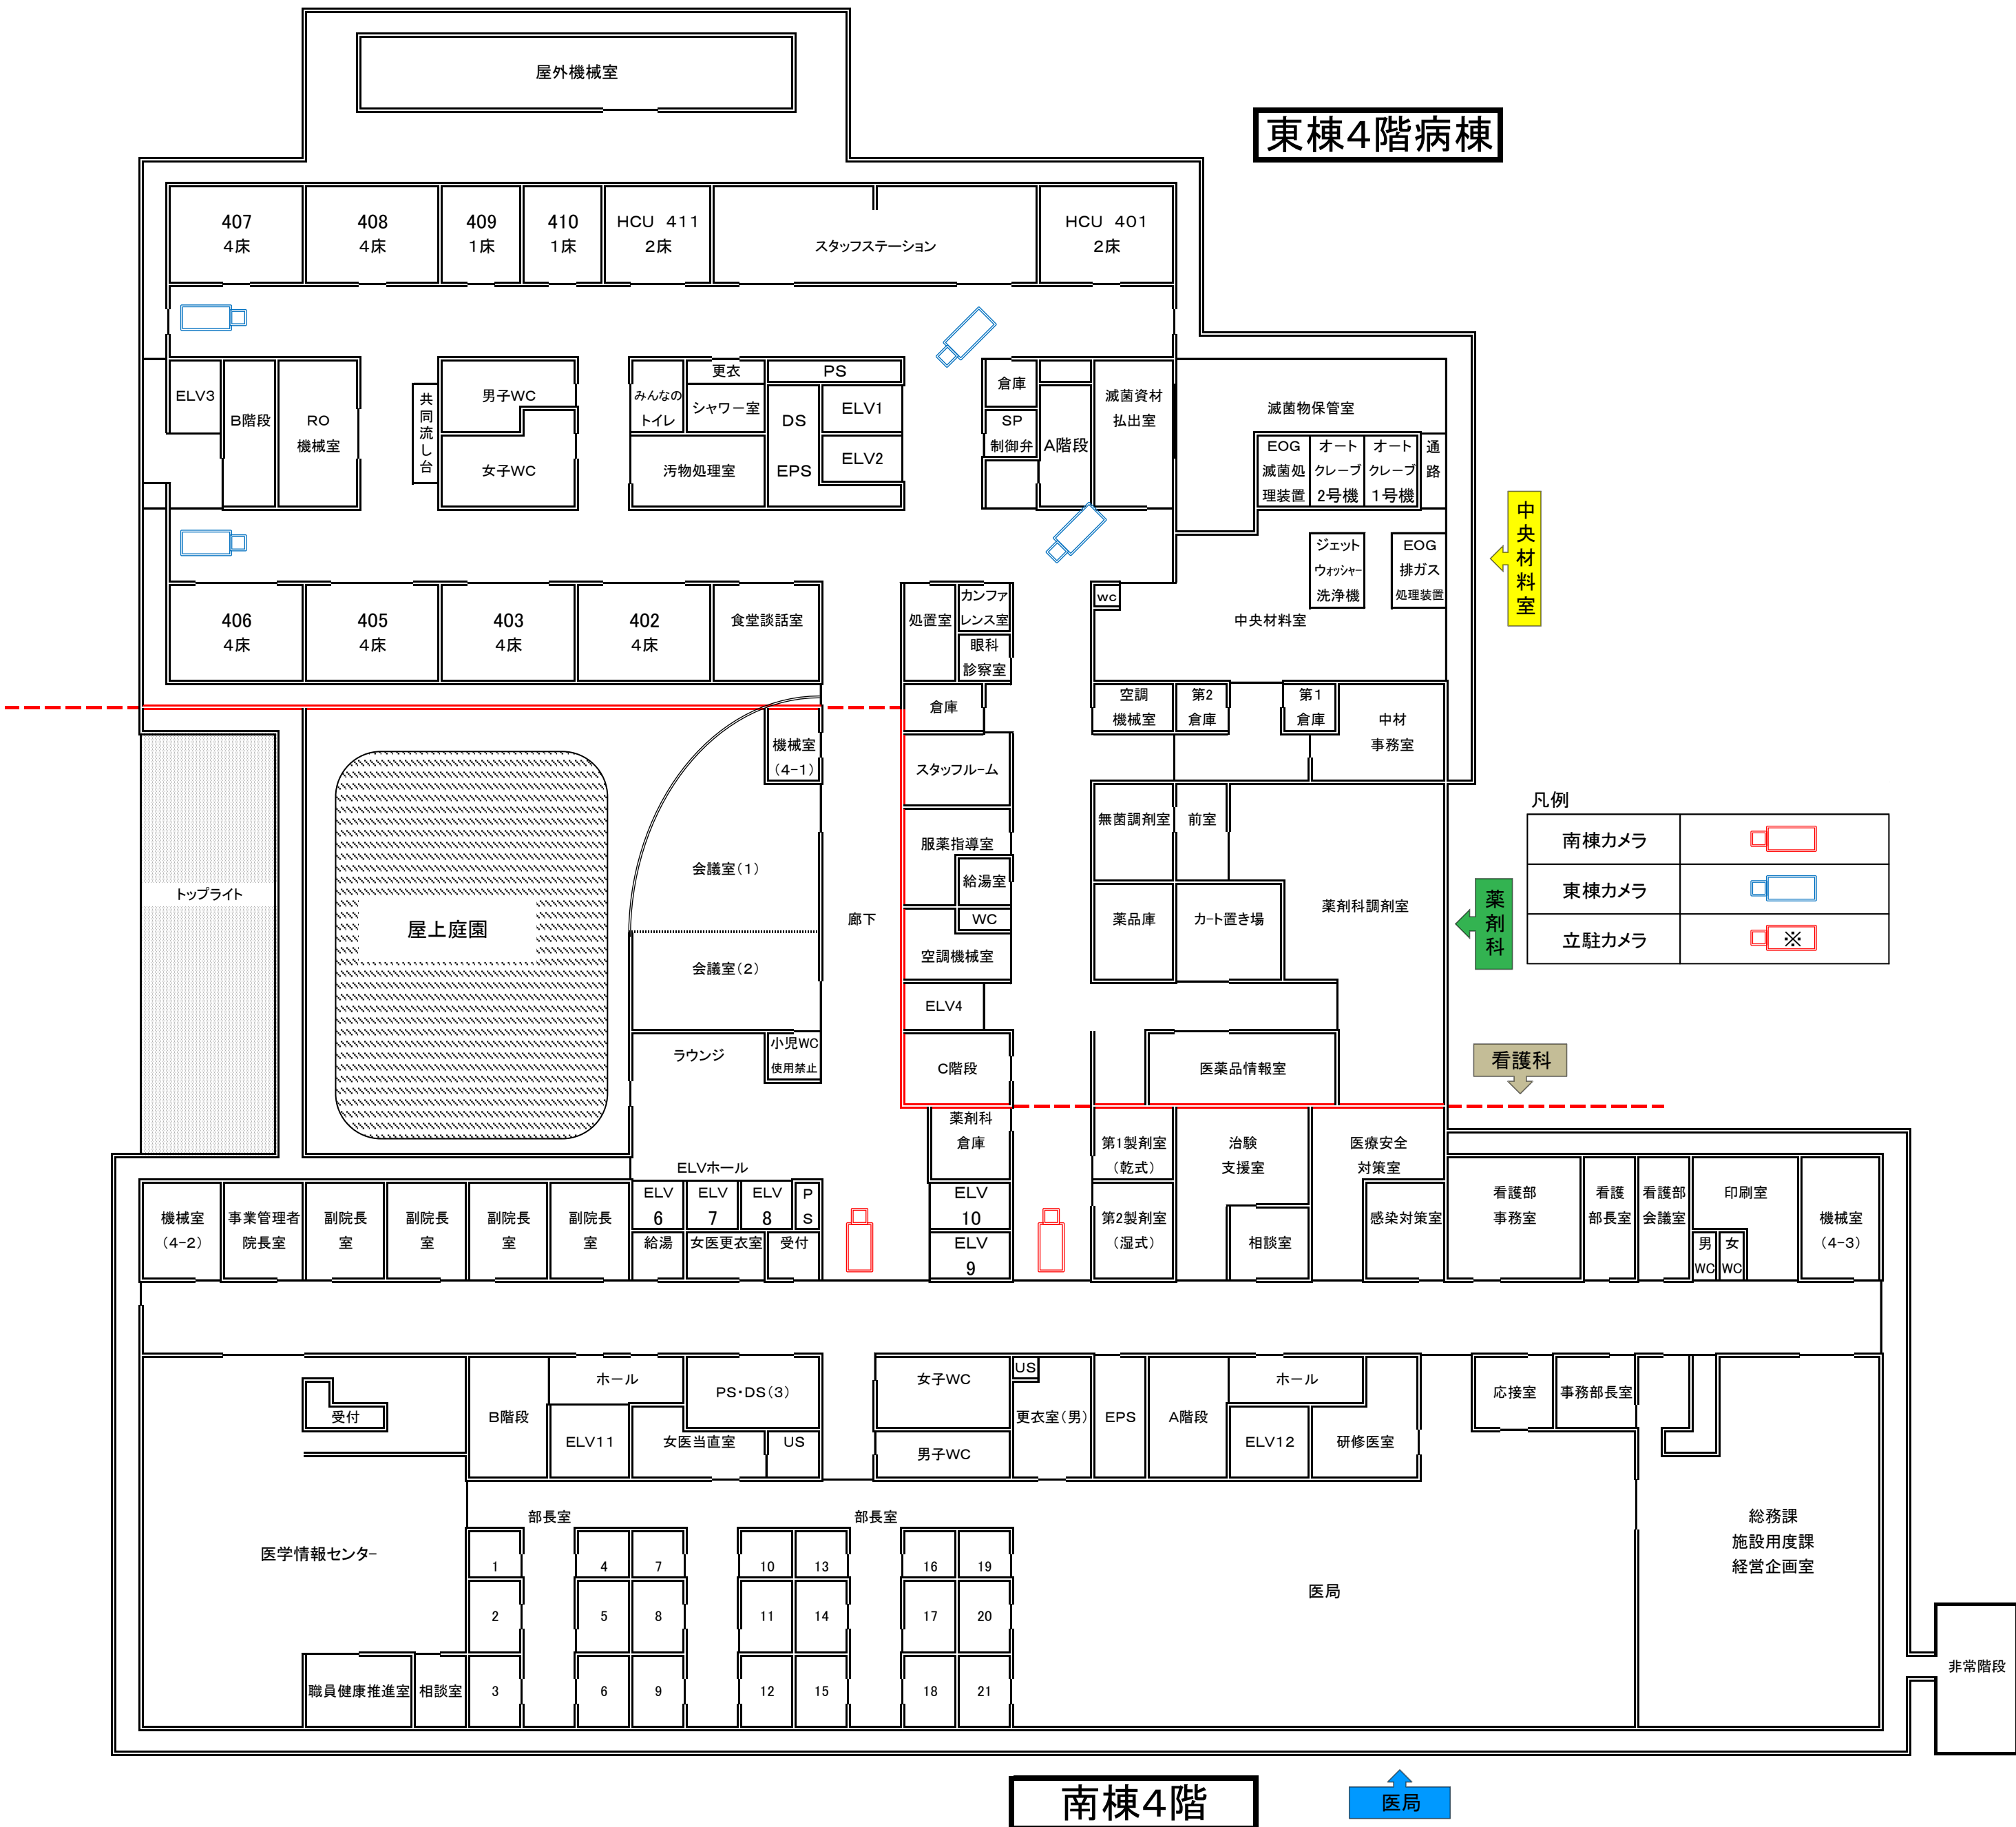 屋外機械室
東棟4階病棟
407
4床
408
4床
409
1床
410
1床
HCU 411
2床
スタッフステーション
HCU 401
2床
ELV3
B階段
RO
機械室
共同流し台
男子WC
女子WC
みんなの
トイレ
更衣
シャワー室
汚物処理室
PS
DS
EPS
ELV1
ELV2
倉庫
SP
制御弁
A階段
滅菌資材
払出室
滅菌物保管室
EOG
滅菌処
理装置
オート
クレーブ
2号機
オート
クレーブ
1号機
通路
ジェット
ウォッシャー
洗浄機
EOG
排ガス
処理装置
中央材料室
406
4床
405
4床
403
4床
402
4床
食堂談話室
処置室
カンファ
レンス室
眼科
診察室
wc
中央材料室
倉庫
空調
機械室
第2
倉庫
第1
倉庫
中材
事務室
機械室
(4-1)
スタッフル-ム
トップライト
屋上庭園
会議室(1)
会議室(2)
廊下
服薬指導室
給湯室
WC
空調機械室
ELV4
C階段
無菌調剤室
前室
薬品庫
カート置き場
薬剤科調剤室
薬剤科
凡例
南棟カメラ
東棟カメラ
立駐カメラ
※
ラウンジ
小児WC
使用禁止
医薬品情報室
看護科
薬剤科
倉庫
第1製剤室
(乾式)
治験
支援室
医療安全
対策室
ELVホール
機械室
(4-2)
事業管理者
院長室
副院長
室
副院長
室
副院長
室
副院長
室
ELV
6
ELV
7
ELV
8
P
S
給湯
女医更衣室
受付
ELV
10
ELV
9
第2製剤室
(湿式)
相談室
感染対策室
看護部
事務室
看護
部長室
看護部
会議室
印刷室
男
WC
女
WC
機械室
(4-3)
受付
B階段
ホール
ELV11
PS・DS(3)
女医当直室
US
女子WC
男子WC
US
更衣室(男)
EPS
A階段
ホール
ELV12
研修医室
応接室
事務部長室
医学情報センター
部長室
部長室
1
4
7
10
13
16
19
2
5
8
11
14
17
20
3
6
9
12
15
18
21
職員健康推進室
相談室
医局
総務課
施設用度課
経営企画室
非常階段
南棟4階
医局